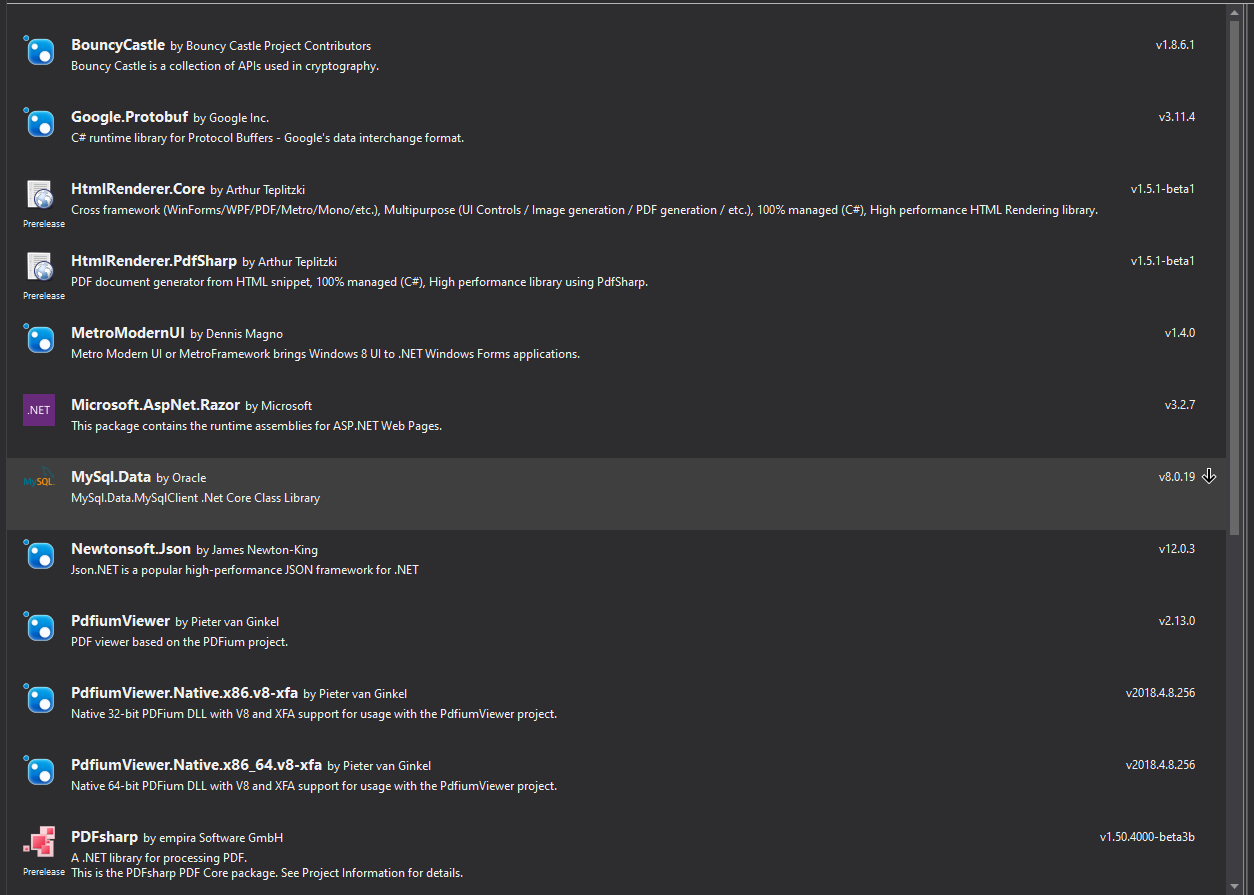 BouncyCastle by Bouncy Castle Project Contributors v1.8.6.1
Bouncy Castle is a collection of APIs used in cryptography.
Google.Protobuf by Google Inc. v3.11.4
C# runtime library for Protocol Buffers - Google's data interchange format.
HtmlRenderer.Core by Arthur Teplitzki v1.5.1-beta1
Cross framework (WinForms/WPF/PDF/Metro/Mono/etc.), Multipurpose (UI Controls / Image generation / PDF generation / etc.), 100% managed (C#), High performance HTML Rendering library.
Prerelease
HtmlRenderer.PdfSharp by Arthur Teplitzki v1.5.1-beta1
PDF document generator from HTML snippet, 100% managed (C#), High performance library using PdfSharp.
Prerelease
MetroModernUI by Dennis Magno v1.4.0
Metro Modern UI or MetroFramework brings Windows 8 UI to .NET Windows Forms applications.
.NET Microsoft.AspNet.Razor by Microsoft v3.2.7
This package contains the runtime assemblies for ASP.NET Web Pages.
MySQL MySql.Data by Oracle v8.0.19
MySql.Data.MySqlClient .Net Core Class Library
Newtonsoft.Json by James Newton-King v12.0.3
Json.NET is a popular high-performance JSON framework for .NET
PdfiumViewer by Pieter van Ginkel v2.13.0
PDF viewer based on the PDFium project.
PdfiumViewer.Native.x86.v8-xfa by Pieter van Ginkel v2018.4.8.256
Native 32-bit PDFium DLL with V8 and XFA support for usage with the PdfiumViewer project.
PdfiumViewer.Native.x86_64.v8-xfa by Pieter van Ginkel v2018.4.8.256
Native 64-bit PDFium DLL with V8 and XFA support for usage with the PdfiumViewer project.
PDFsharp by empira Software GmbH v1.50.4000-beta3b
A .NET library for processing PDF.
Prerelease This is the PDFsharp PDF Core package. See Project Information for details.